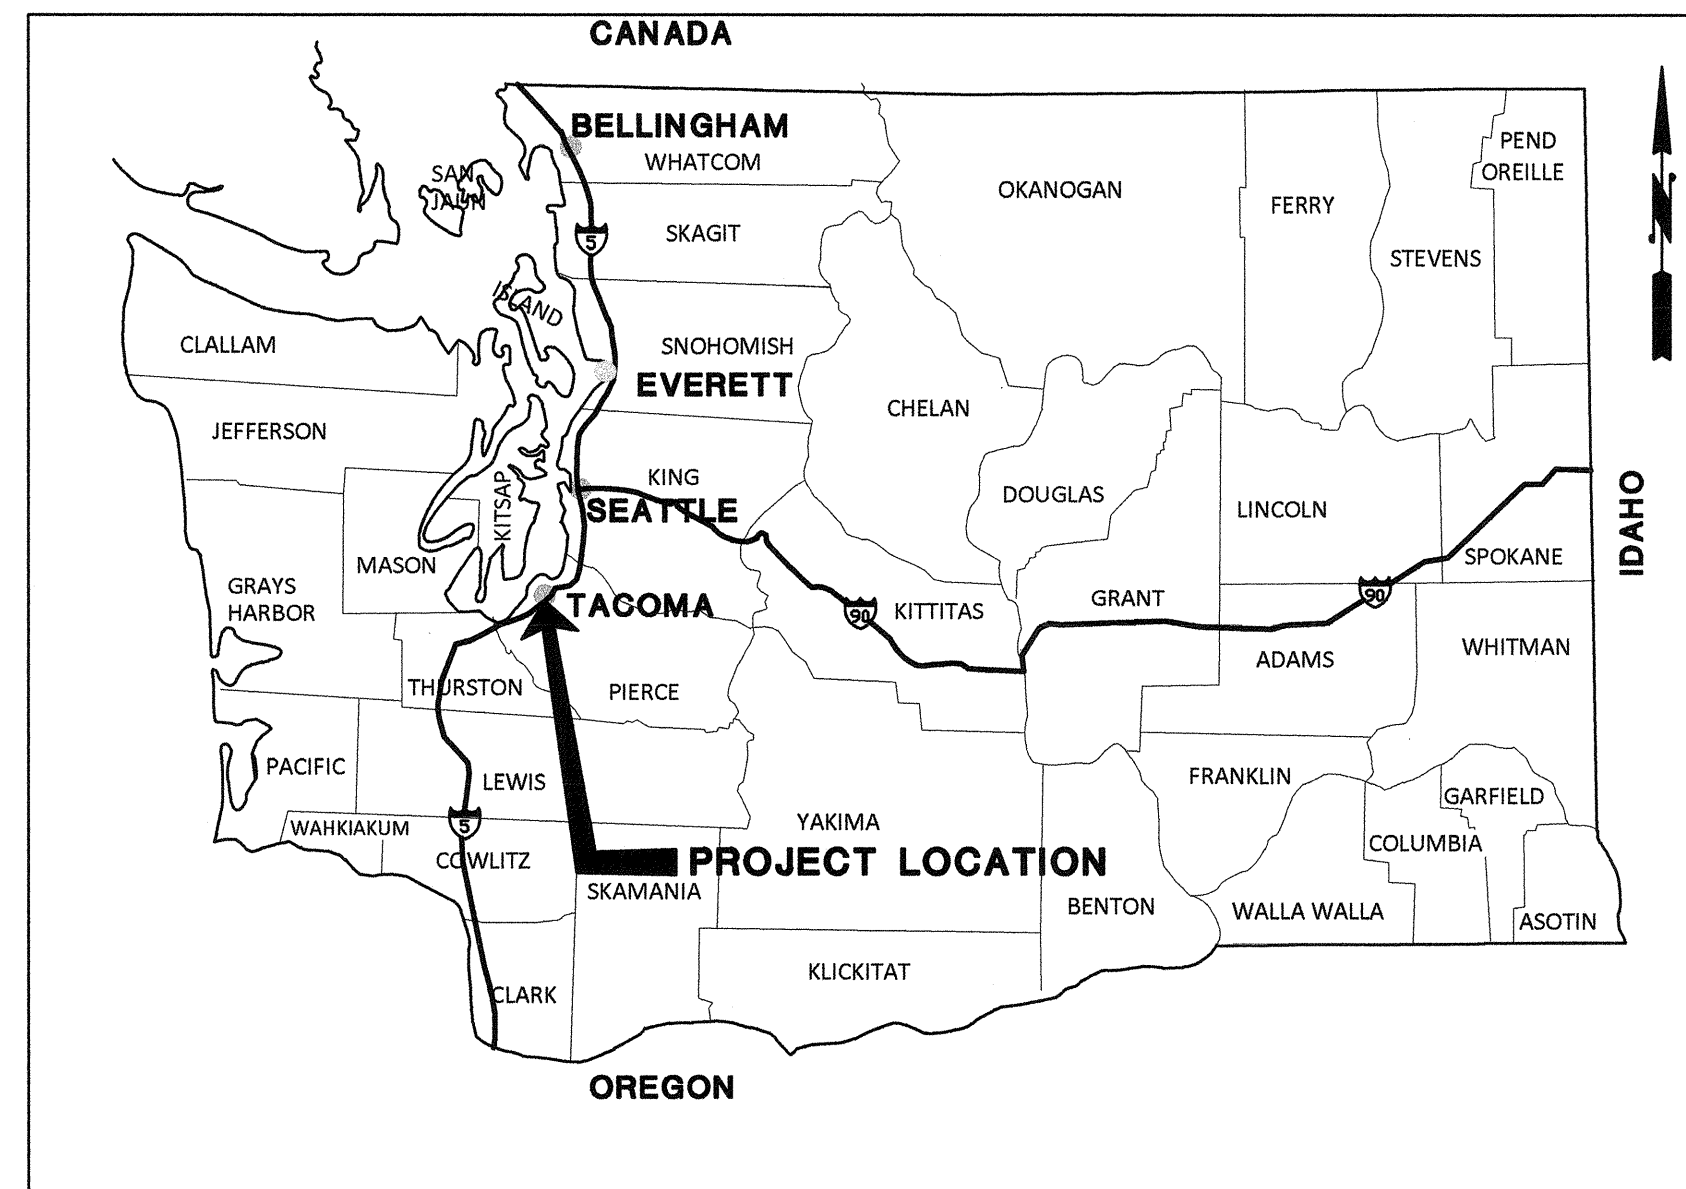 CANADA
BELLINGHAM
WHATCOM
PEND
OREILLE
SAN
JAUN
OKANOGAN
FERRY
N
SKAGIT
5
STEVENS
ISLAND
CLALLAM
SNOHOMISH
EVERETT
CHELAN
JEFFERSON
KING
KITSAP
DOUGLAS
SEATTLE
LINCOLN
IDAHO
MASON
SPOKANE
GRAYS
HARBOR
TACOMA
90
KITTITAS
GRANT
90
WHITMAN
ADAMS
THURSTON
PIERCE
PACIFIC
LEWIS
FRANKLIN
GARFIELD
WAHKIAKUM
5
YAKIMA
COLUMBIA
COWLITZ
PROJECT LOCATION
SKAMANIA
BENTON
WALLA WALLA
ASOTIN
KLICKITAT
CLARK
OREGON